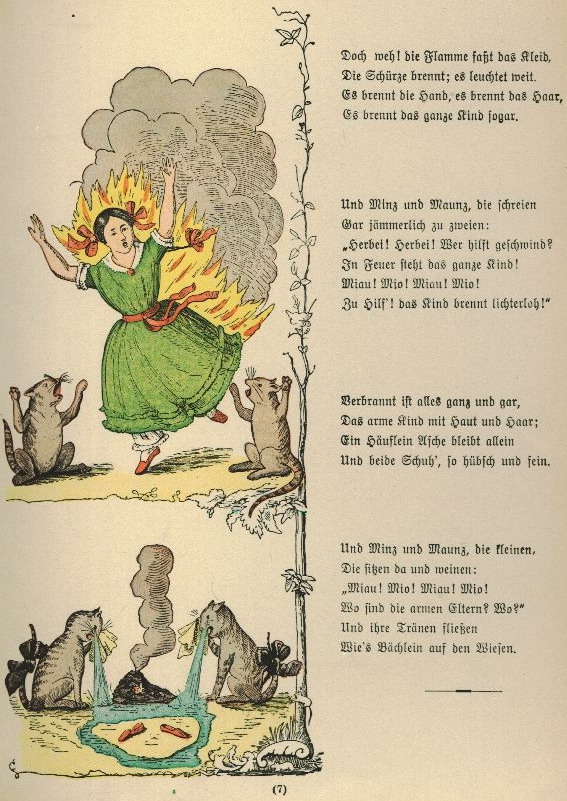 Doch weh! die Flamme faßt das Kleid,
Die Schürze brennt; es leuchtet weit.
Es brennt die Hand, es brennt das Haar,
Es brennt das ganze Kind sogar.
Und Minz und Maunz, die schreien
Gar jämmerlich zu zweien:
„Herbei! Herbei! Wer hilft geschwind?
In Feuer steht das ganze Kind!
Miau! Mio! Miau! Mio!
Zu Hilf'! das Kind brennt lichterloh!“
Verbrannt ist alles ganz und gar,
Das arme Kind mit Haut und Haar;
Ein Häuflein Asche bleibt allein
Und beide Schuh', so hübsch und fein.
Und Minz und Maunz, die kleinen,
Die sitzen da und weinen:
„Miau! Mio! Miau! Mio!
Wo sind die armen Eltern? Wo?“
Und ihre Tränen fließen
Wie's Bächlein auf den Wiesen.
(7)